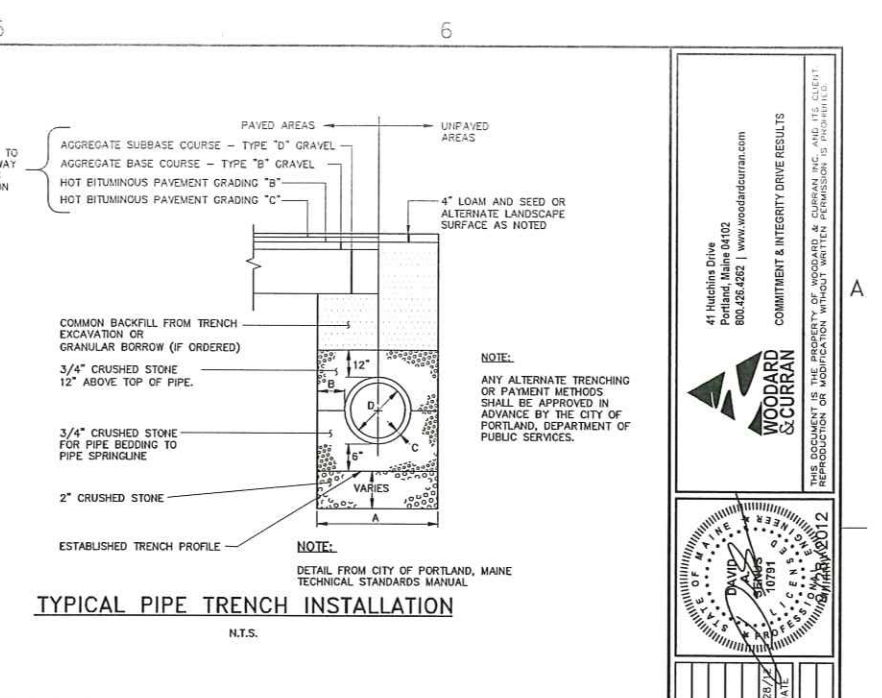 6
PAVED AREAS
UNPAVED
AREAS
TO
WAY
ON
AGGREGATE SUBBASE COURSE - TYPE "D" GRAVEL
AGGREGATE BASE COURSE - TYPE "B" GRAVEL
HOT BITUMINOUS PAVEMENT GRADING "B"
HOT BITUMINOUS PAVEMENT GRADING "C"
4" LOAM AND SEED OR
ALTERNATE LANDSCAPE
SURFACE AS NOTED
COMMON BACKFILL FROM TRENCH
EXCAVATION OR
GRANULAR BORROW (IF ORDERED)
3/4" CRUSHED STONE
12" ABOVE TOP OF PIPE.
12"
B
D
C
3/4" CRUSHED STONE
FOR PIPE BEDDING TO
PIPE SPRINGLINE
6"
2" CRUSHED STONE
VARIES
A
ESTABLISHED TRENCH PROFILE
NOTE:
ANY ALTERNATE TRENCHING
OR PAYMENT METHODS
SHALL BE APPROVED IN
ADVANCE BY THE CITY OF
PORTLAND, DEPARTMENT OF
PUBLIC SERVICES.
NOTE:
DETAIL FROM CITY OF PORTLAND, MAINE
TECHNICAL STANDARDS MANUAL
TYPICAL PIPE TRENCH INSTALLATION
N.T.S.
41 Hutchins Drive
Portland, Maine 04102
800.426.4262 | www.woodardcurran.com
COMMITMENT & INTEGRITY DRIVE RESULTS
WOODARD
& CURRAN
THIS DOCUMENT IS THE PROPERTY OF WOODARD & CURRAN INC. AND ITS CLIENT.
REPRODUCTION OR MODIFICATION WITHOUT WRITTEN PERMISSION IS PROHIBITED.
A
STATE OF MAINE
DAVID
A.
SENUS
10791
LICENSED
PROFESSIONAL ENGINEER
28/12